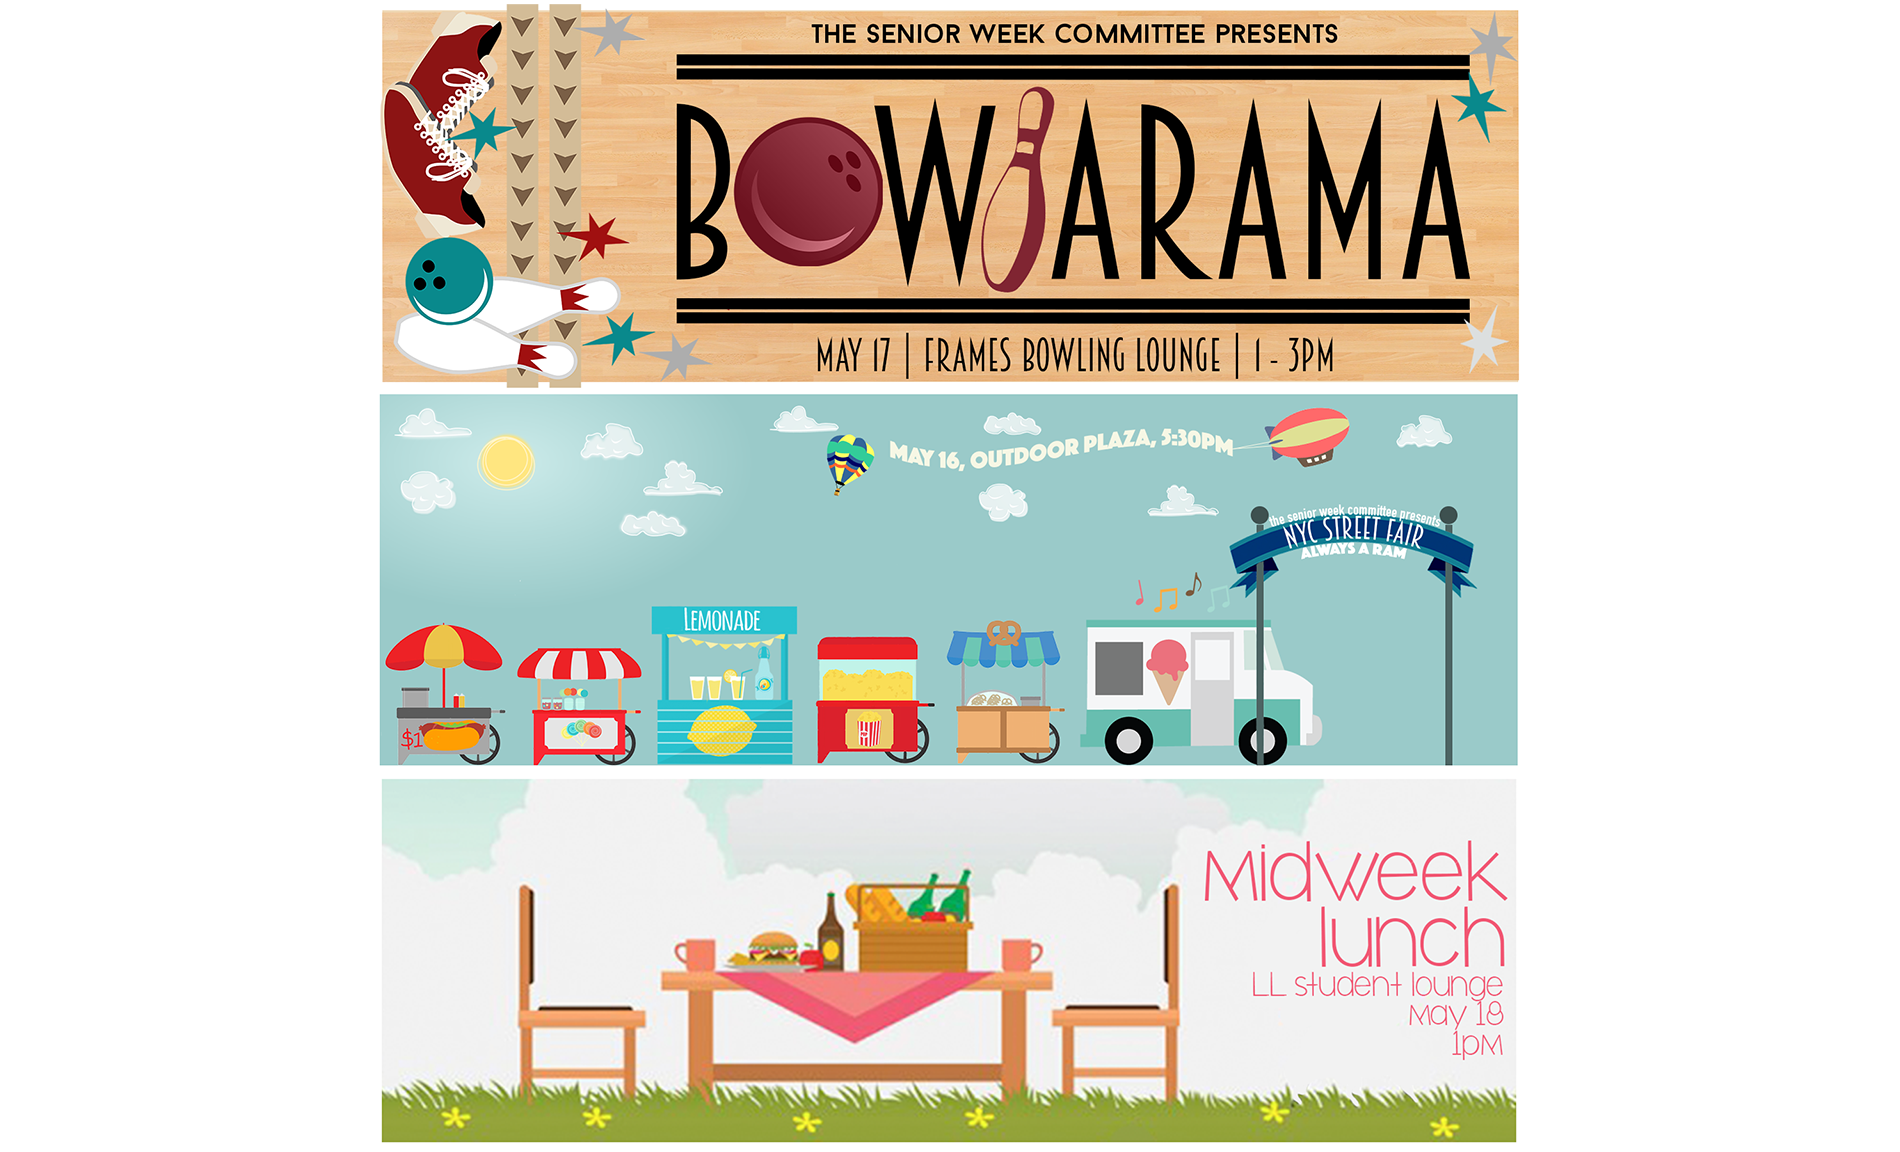 THE SENIOR WEEK COMMITTEE PRESENTS
BOWLARAMA
MAY 17 | FRAMES BOWLING LOUNGE | 1 - 3PM
MAY 16, OUTDOOR PLAZA, 5:30PM
the senior week committee presents
NYC STREET FAIR
ALWAYS A RAM
LEMONADE
$1
Midweek
lunch
LL student lounge
May 18
1pm